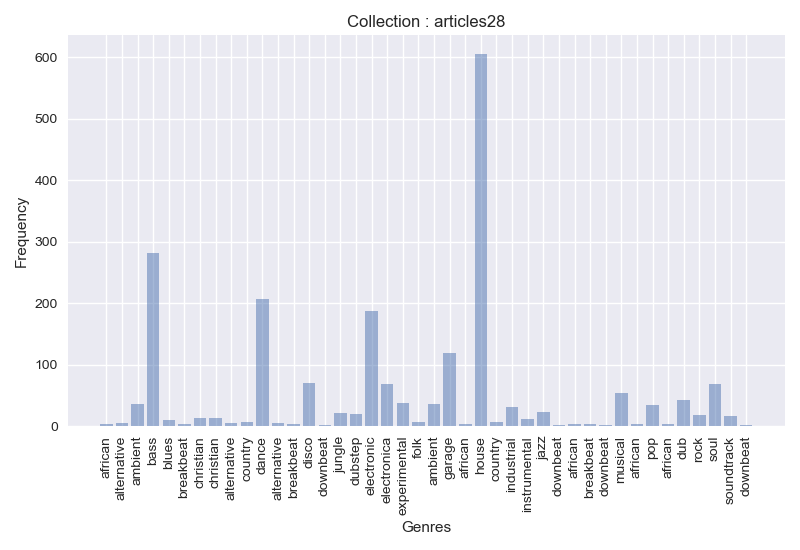 Collection : articles28
600
500
400
300
200
100
0
Frequency
african
alternative
ambient
bass
blues
breakbeat
christian
christian
alternative
country
dance
alternative
breakbeat
disco
downbeat
jungle
dubstep
electronic
electronica
experimental
folk
ambient
garage
african
house
country
industrial
instrumental
jazz
downbeat
african
breakbeat
downbeat
musical
african
pop
african
dub
rock
soul
soundtrack
downbeat
Genres